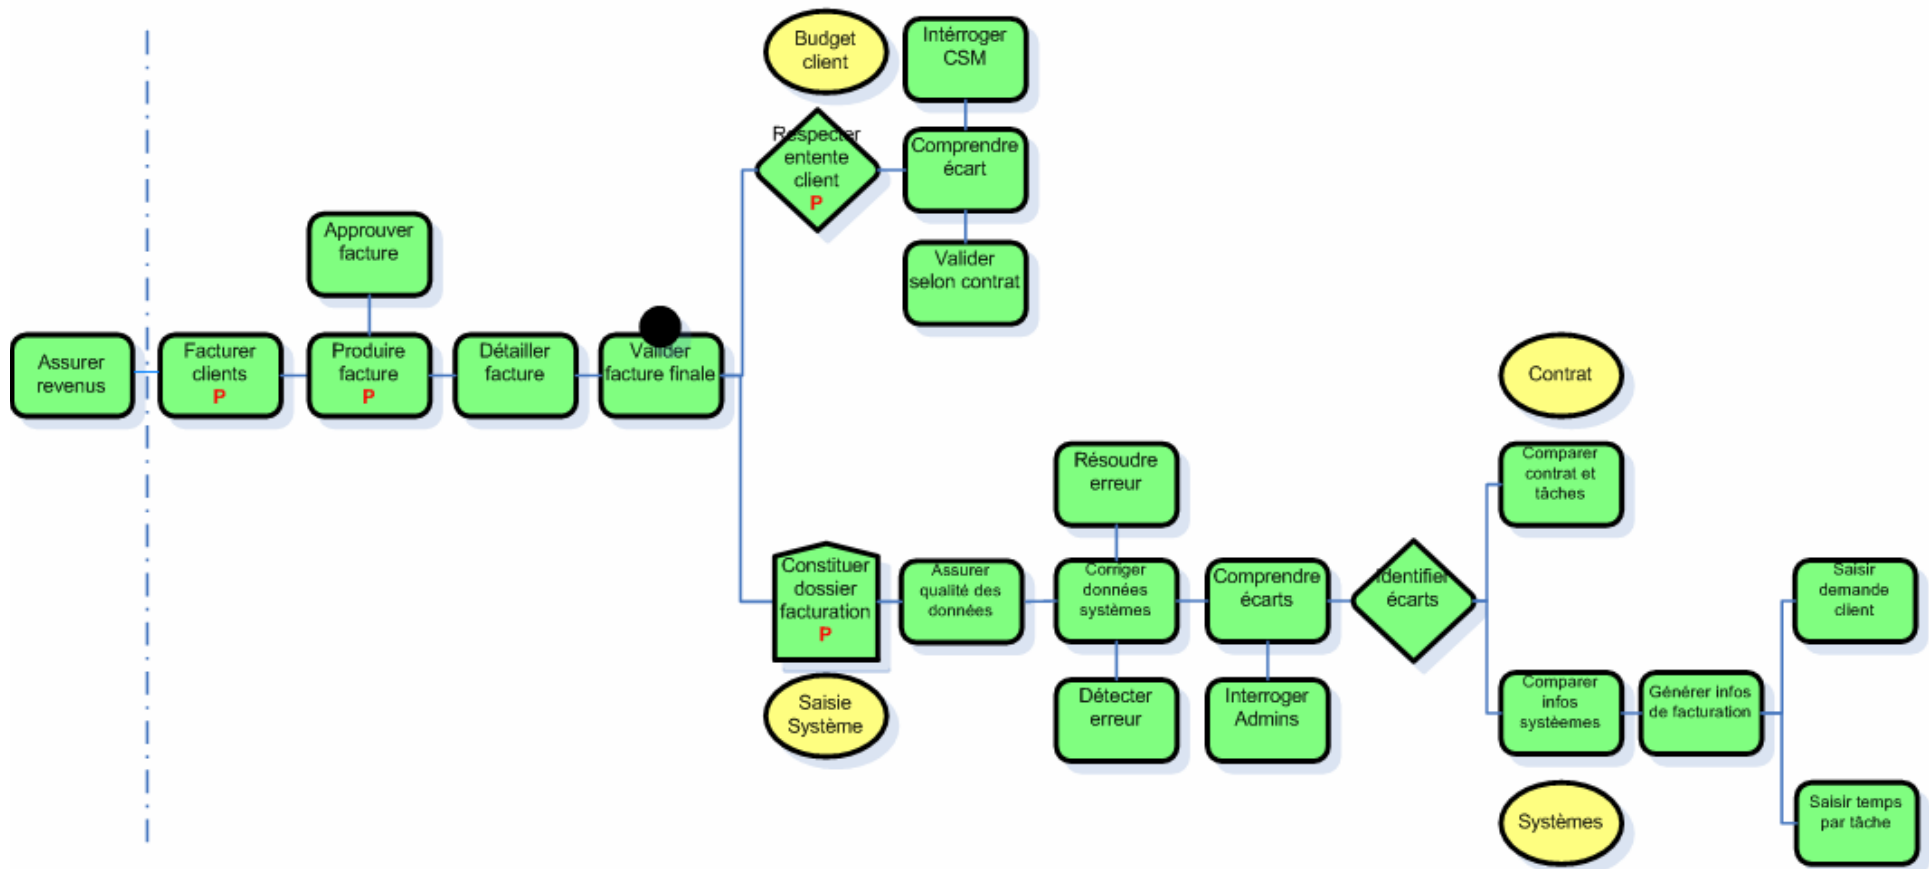 Budget
client
Intérroger
CSM
Respecter
entente
client
P
Comprendre
écart
Valider
selon contrat
Approuver
facture
Assurer
revenus
Facturer
clients
P
Produire
facture
P
Détailler
facture
Valider
facture finale
Contrat
Comparer
contrat et
tâches
Résoudre
erreur
Constituer
dossier
facturation
P
Assurer
qualité des
données
Corriger
données
systèmes
Comprendre
écarts
Identifier
écarts
Saisir
demande
client
Saisie
Système
Détecter
erreur
Interroger
Admins
Comparer
infos
systèemes
Générer infos
de facturation
Systèmes
Saisir temps
par tâche